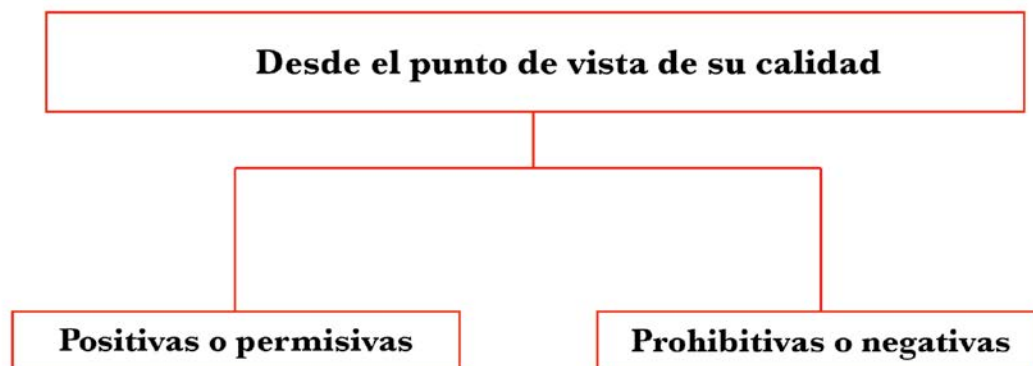 Desde el punto de vista de su calidad
Positivas o permisivas
Prohibitivas o negativas